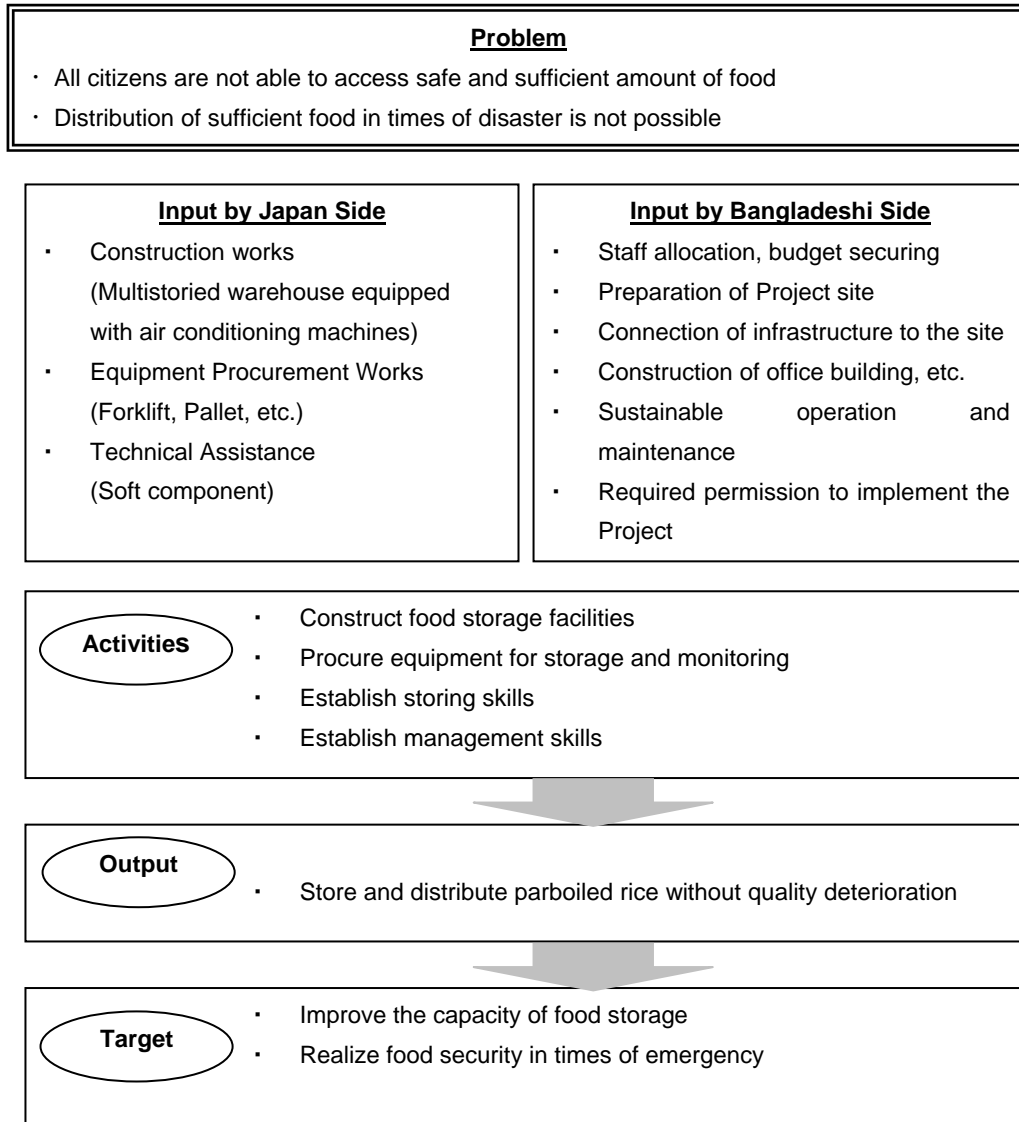 Problem
・ All citizens are not able to access safe and sufficient amount of food
・ Distribution of sufficient food in times of disaster is not possible
Input by Japan Side
・ Construction works
(Multistoried warehouse equipped
with air conditioning machines)
・ Equipment Procurement Works
(Forklift, Pallet, etc.)
・ Technical Assistance
(Soft component)
Input by Bangladeshi Side
・ Staff allocation, budget securing
・ Preparation of Project site
・ Connection of infrastructure to the site
・ Construction of office building, etc.
・ Sustainable operation and
maintenance
・ Required permission to implement the
Project
Activities
・ Construct food storage facilities
・ Procure equipment for storage and monitoring
・ Establish storing skills
・ Establish management skills
Output
・ Store and distribute parboiled rice without quality deterioration
Target
・ Improve the capacity of food storage
・ Realize food security in times of emergency